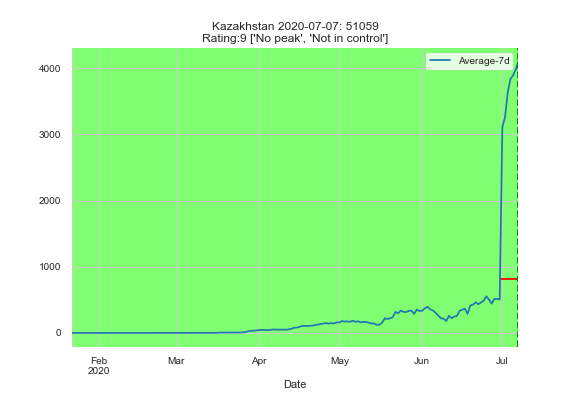 Kazakhstan 2020-07-07: 51059
Rating:9 ['No peak', 'Not in control']
Average-7d
4000
3000
2000
1000
0
Feb Mar Apr May Jun Jul
2020
Date